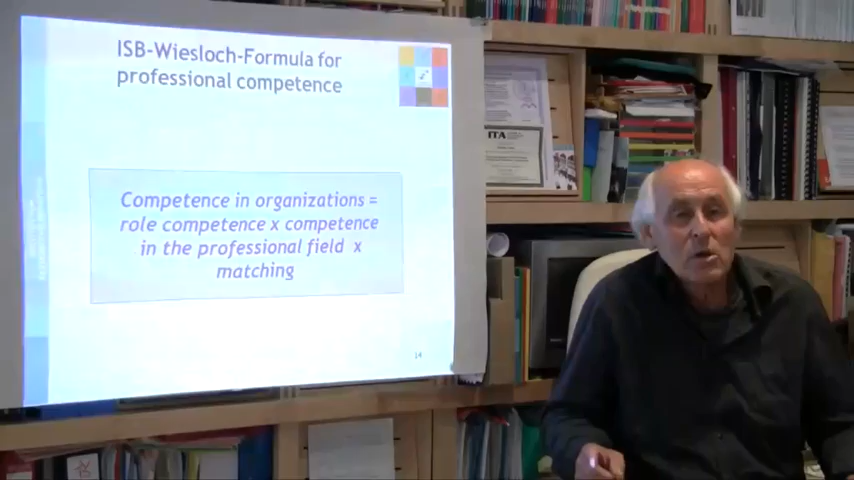 ISB-Wiesloch-Formula for
professional competence
Competence in organizations =
role competence x competence
in the professional field x
matching
14
ITA